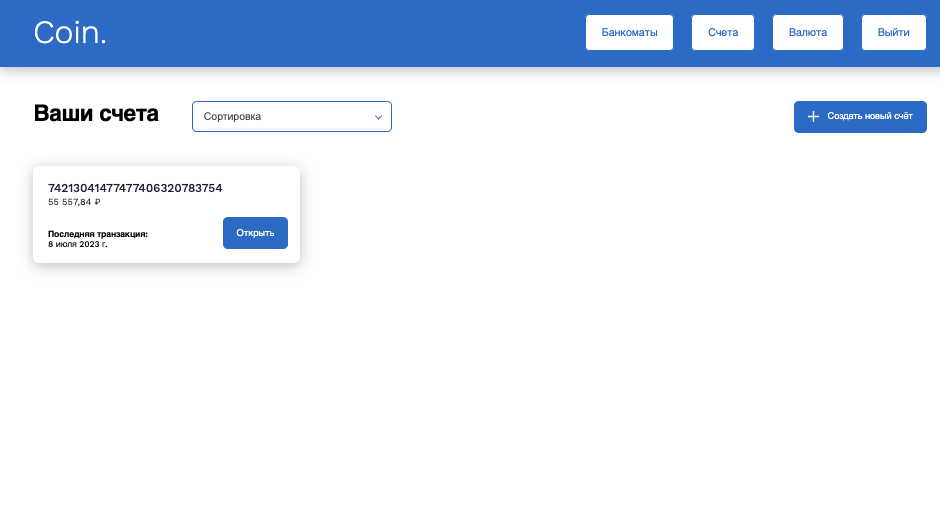 Coin.
Банкоматы
Счета
Валюта
Выйти
Ваши счета
Сортировка
Создать новый счёт
74213041477477406320783754
55 557,84 ₽
Последняя транзакция:
8 июля 2023 г.
Открыть